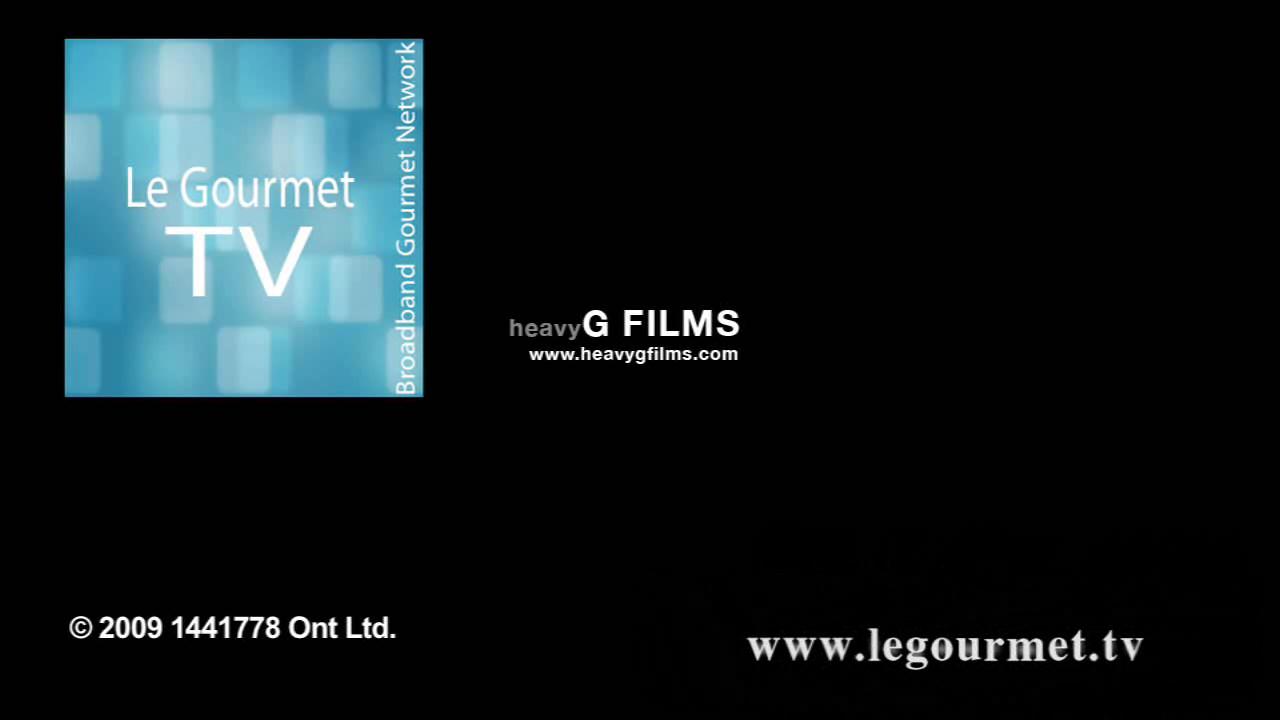 Le Gourmet
TV
Broadband Gourmet Network
heavyG FILMS
www.heavygfilms.com
© 2009 1441778 Ont Ltd.
www.legourmet.tv